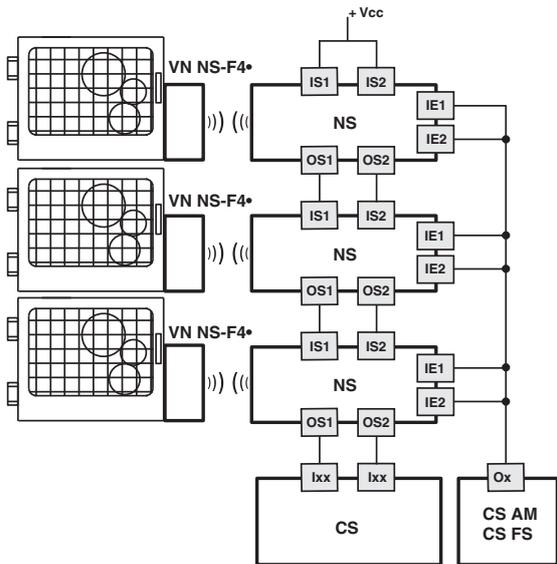 + Vcc
VN NS-F4•
IS1 IS2
IE1
NS
IE2
OS1 OS2
VN NS-F4•
IS1 IS2
IE1
NS
IE2
OS1 OS2
VN NS-F4•
IS1 IS2
IE1
NS
IE2
OS1 OS2
Ixx Ixx
Ox
CS
CS AM
CS FS